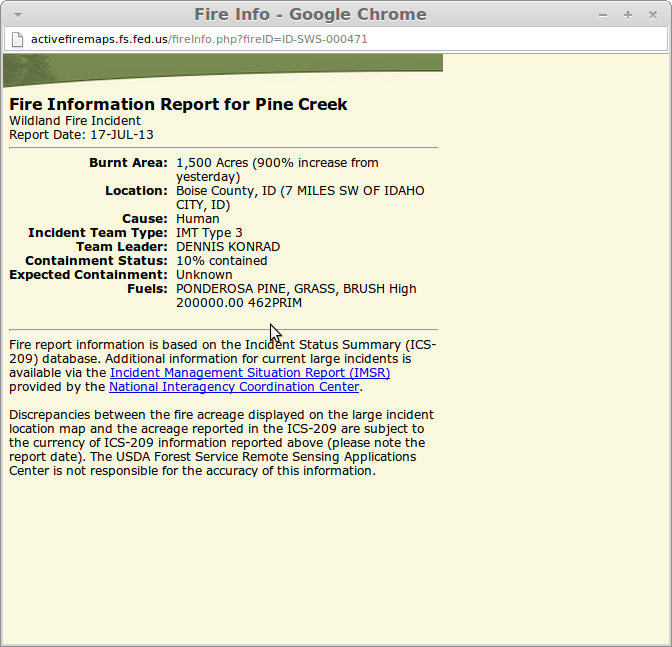 Fire Info - Google Chrome
activefiremaps.fs.fed.us/fireInfo.php?fireID=ID-SWS-000471
Fire Information Report for Pine Creek
Wildland Fire Incident
Report Date: 17-JUL-13
Burnt Area: 1,500 Acres (900% increase from
yesterday)
Location: Boise County, ID (7 MILES SW OF IDAHO
CITY, ID)
Cause: Human
Incident Team Type: IMT Type 3
Team Leader: DENNIS KONRAD
Containment Status: 10% contained
Expected Containment: Unknown
Fuels: PONDEROSA PINE, GRASS, BRUSH High
200000.00 462PRIM
Fire report information is based on the Incident Status Summary (ICS-
209) database. Additional information for current large incidents is
available via the Incident Management Situation Report (IMSR)
provided by the National Interagency Coordination Center.
Discrepancies between the fire acreage displayed on the large incident
location map and the acreage reported in the ICS-209 are subject to
the currency of ICS-209 information reported above (please note the
report date). The USDA Forest Service Remote Sensing Applications
Center is not responsible for the accuracy of this information.